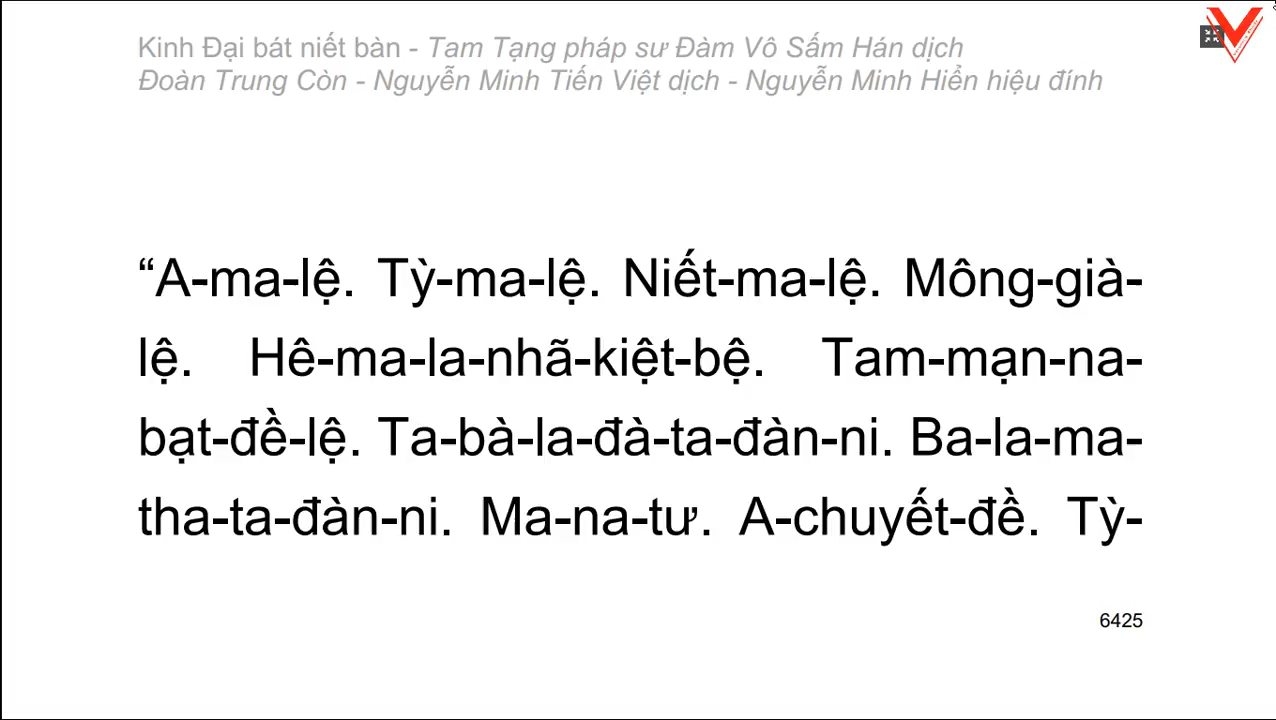 Kinh Đại bát niết bàn - Tam Tạng pháp sư Đàm Vô Sấm Hán dịch
Đoàn Trung Còn - Nguyễn Minh Tiến Việt dịch - Nguyễn Minh Hiển hiệu đính
“A-ma-lệ. Tỳ-ma-lệ. Niết-ma-lệ. Mông-già-
lệ. Hê-ma-la-nhã-kiệt-bệ. Tam-mạn-na-
bạt-đề-lệ. Ta-bà-la-đà-ta-đàn-ni. Ba-la-ma-
tha-ta-đàn-ni. Ma-na-tư. A-chuyết-đề. Tỳ-
6425